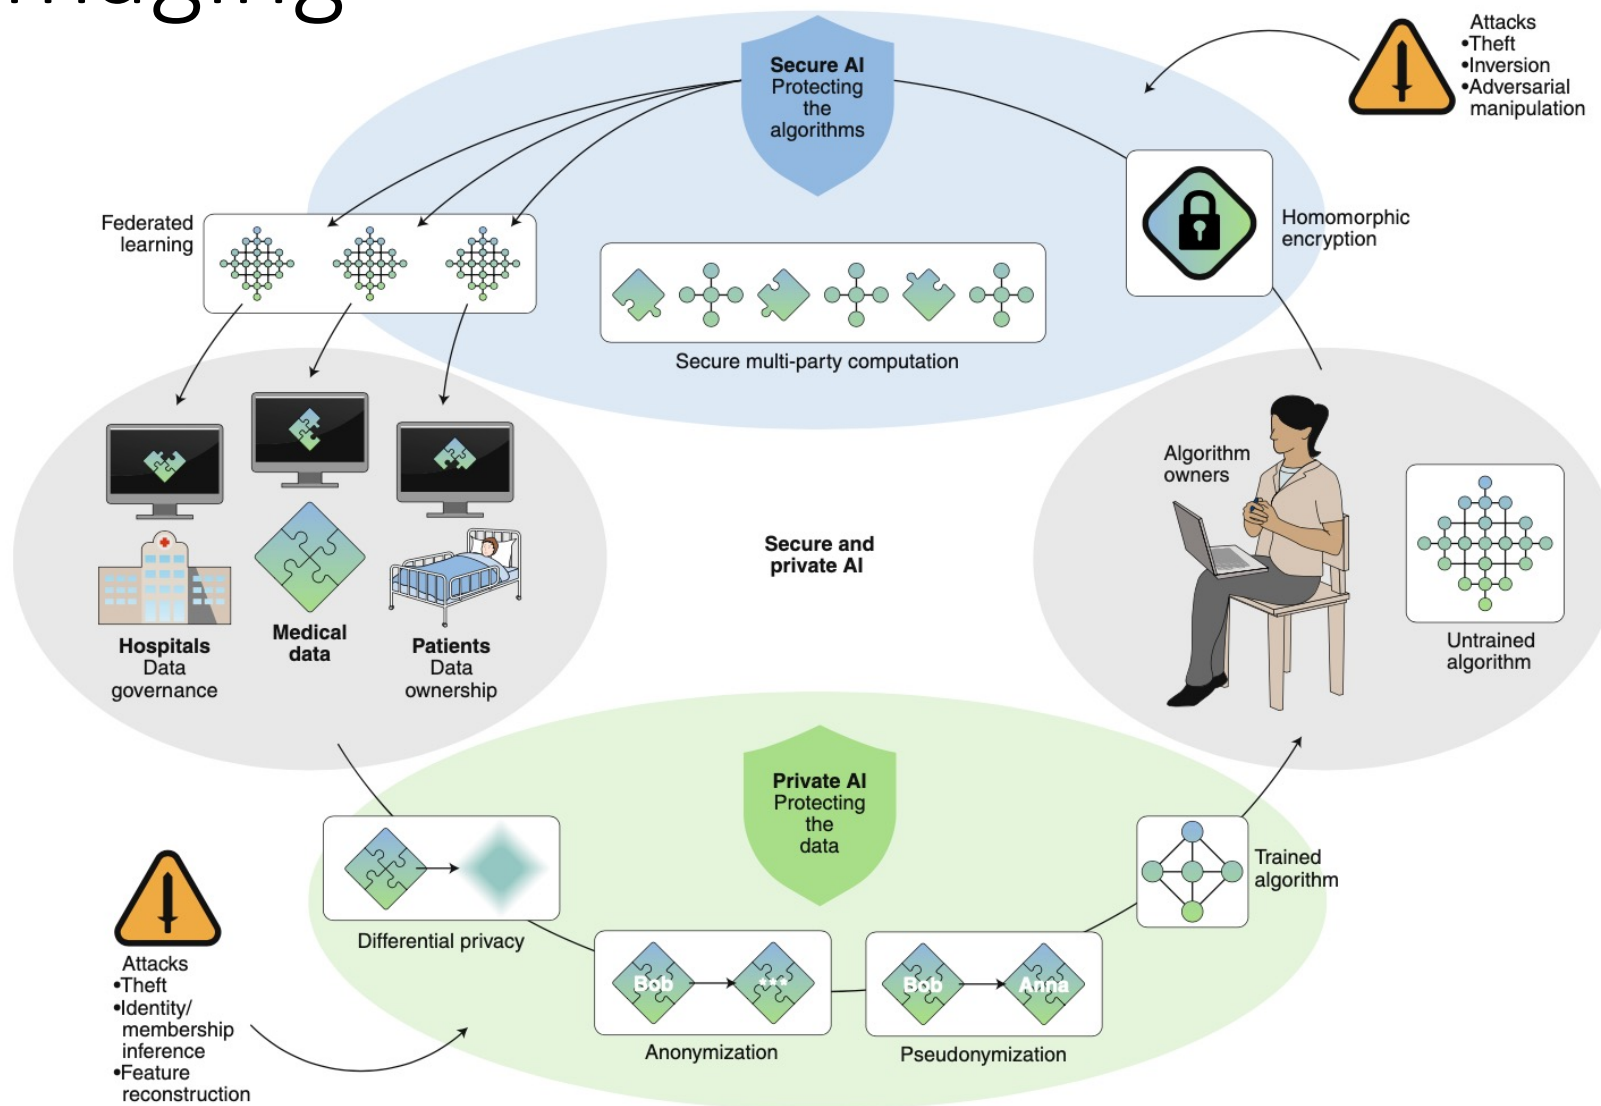 maging
Secure AI
Protecting
the
algorithms
Attacks
•Theft
•Inversion
•Adversarial
manipulation
Federated
learning
Homomorphic
encryption
Secure multi-party computation
Algorithm
owners
Untrained
algorithm
Secure and
private AI
Hospitals
Data
governance
Medical
data
Patients
Data
ownership
Private AI
Protecting
the
data
Trained
algorithm
Differential privacy
Bob
***
Anonymization
Bob
Anna
Pseudonymization
Attacks
•Theft
•Identity/
membership
inference
•Feature
reconstruction